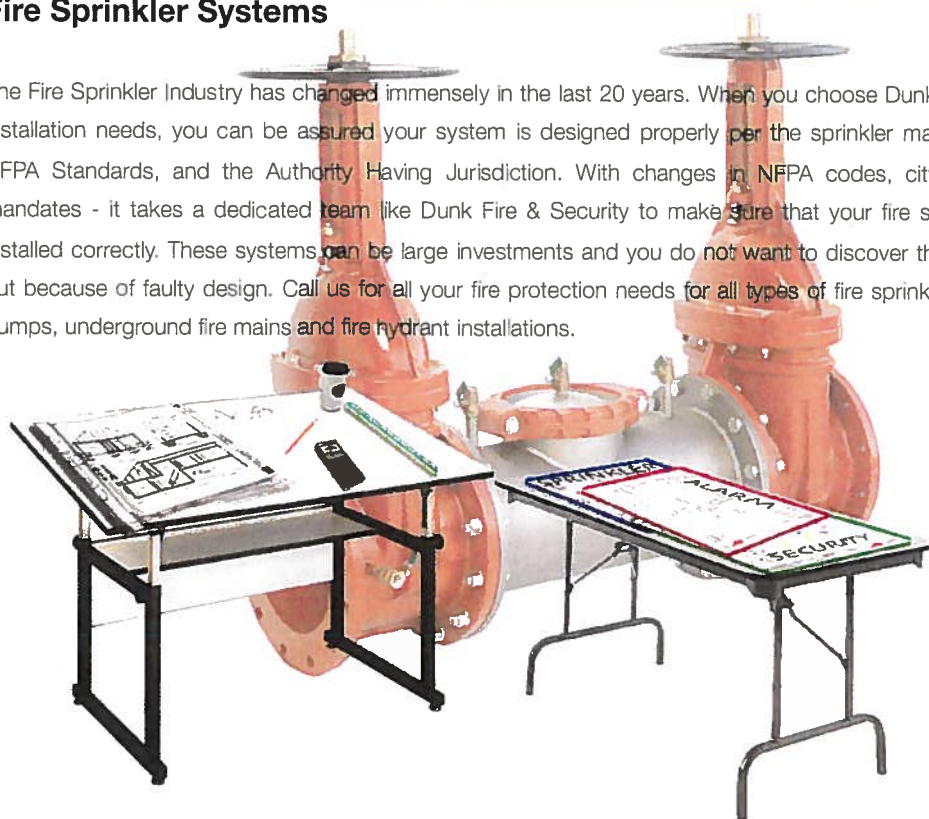 Fire Sprinkler Systems
he Fire Sprinkler Industry has changed immensely in the last 20 years. When you choose Dunk
stallation needs, you can be assured your system is designed properly per the sprinkler ma
FPA Standards, and the Authority Having Jurisdiction. With changes in NFPA codes, cit
andates - it takes a dedicated team like Dunk Fire & Security to make sure that your fire s
stalled correctly. These systems can be large investments and you do not want to discover th
ut because of faulty design. Call us for all your fire protection needs for all types of fire sprink
umps, underground fire mains and fire hydrant installations.
SPRINKLER
ALARM
SECURITY